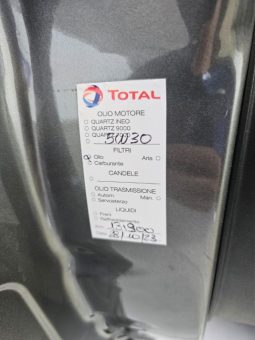 TOTAL
OLIO MOTORE
QUARTZ INEO
QUARTZ 9000
5W30
FILTRI
Olio Aria
Carburante
CANDELE
OLIO TRASMISSIONE
Autom. Man.
Servosterzo
LIQUIDI
Freni
Raffreddamento